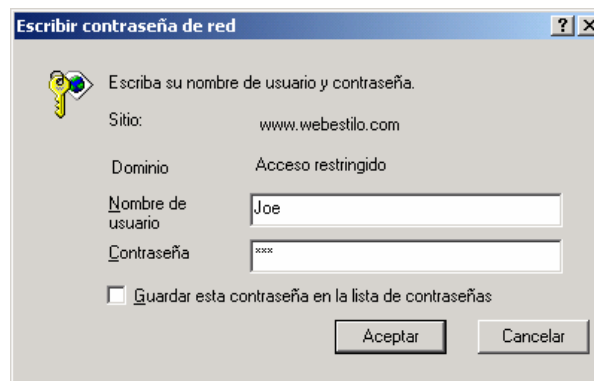 Escribir contraseña de red
Escriba su nombre de usuario y contraseña.
Sitio: www.webestilo.com
Dominio Acceso restringido
Nombre de usuario Joe
Contraseña ***
Guardar esta contraseña en la lista de contraseñas
Aceptar Cancelar